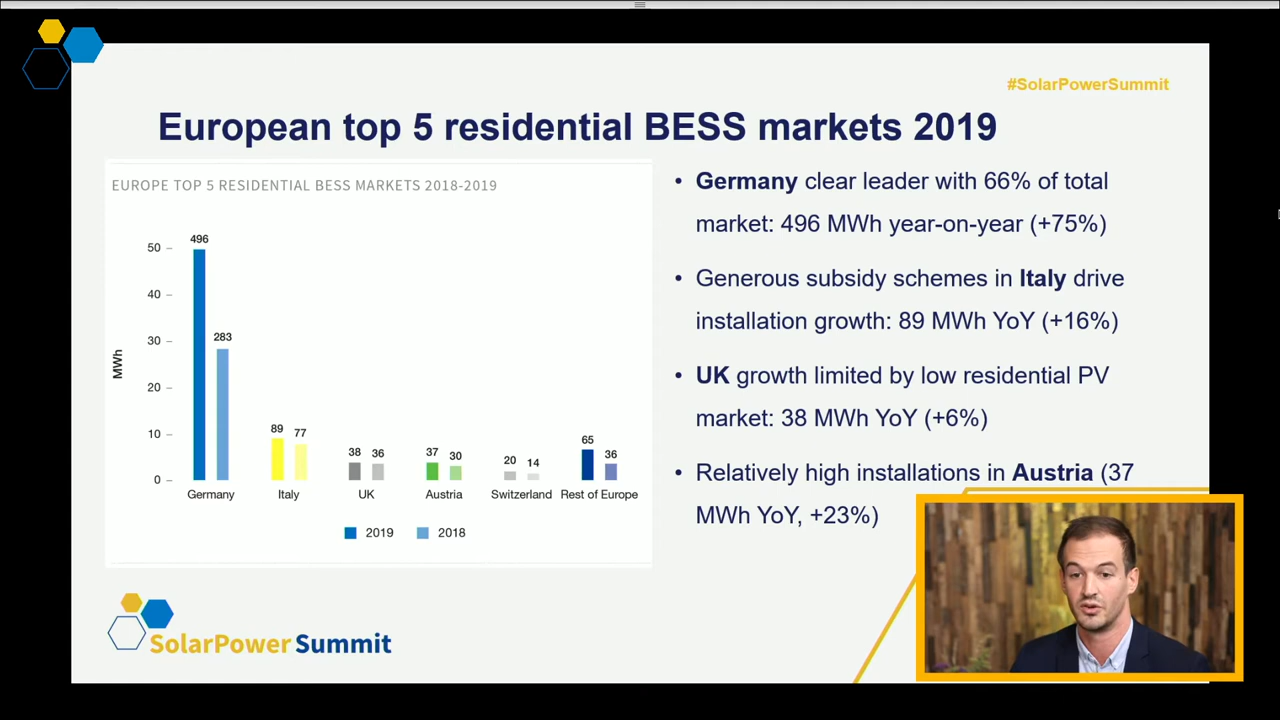 #SolarPowerSummit
European top 5 residential BESS markets 2019
EUROPE TOP 5 RESIDENTIAL BESS MARKETS 2018-2019
MWh
50
40
30
20
10
0
496
283
89
77
38
36
37
30
20
14
65
36
Germany
Italy
UK
Austria
Switzerland
Rest of Europe
2019
2018
• Germany clear leader with 66% of total
market: 496 MWh year-on-year (+75%)
• Generous subsidy schemes in Italy drive
installation growth: 89 MWh YoY (+16%)
• UK growth limited by low residential PV
market: 38 MWh YoY (+6%)
• Relatively high installations in Austria (37
MWh YoY, +23%)
SolarPower Summit